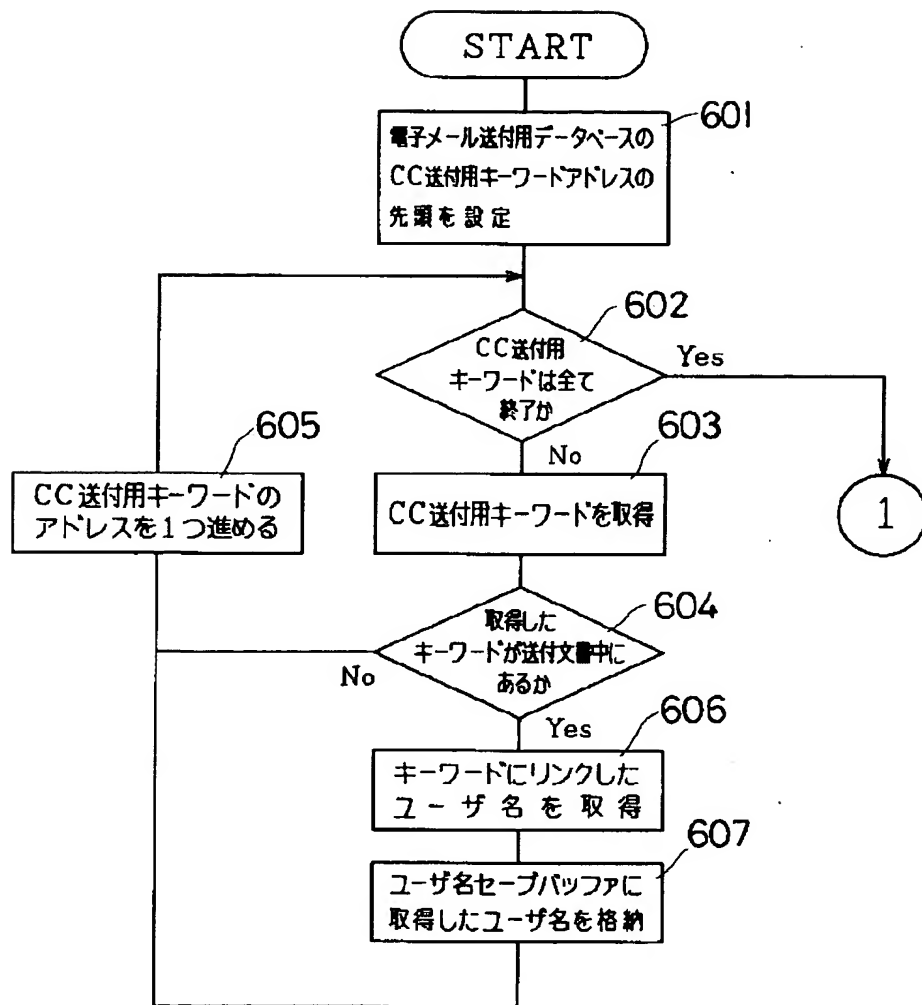 START
601
電子メール送付用データベースの
CC送付用キーワードアドレスの
先頭を設定
602
CC送付用
キーワードは全て
終了か
Yes
No
603
CC送付用キーワードを取得
1
605
CC送付用キーワードの
アドレスを1つ進める
604
取得した
キーワードが送付文書中に
あるか
No
Yes
606
キーワードにリンクした
ユーザ名を取得
607
ユーザ名セーブバッファに
取得したユーザ名を格納